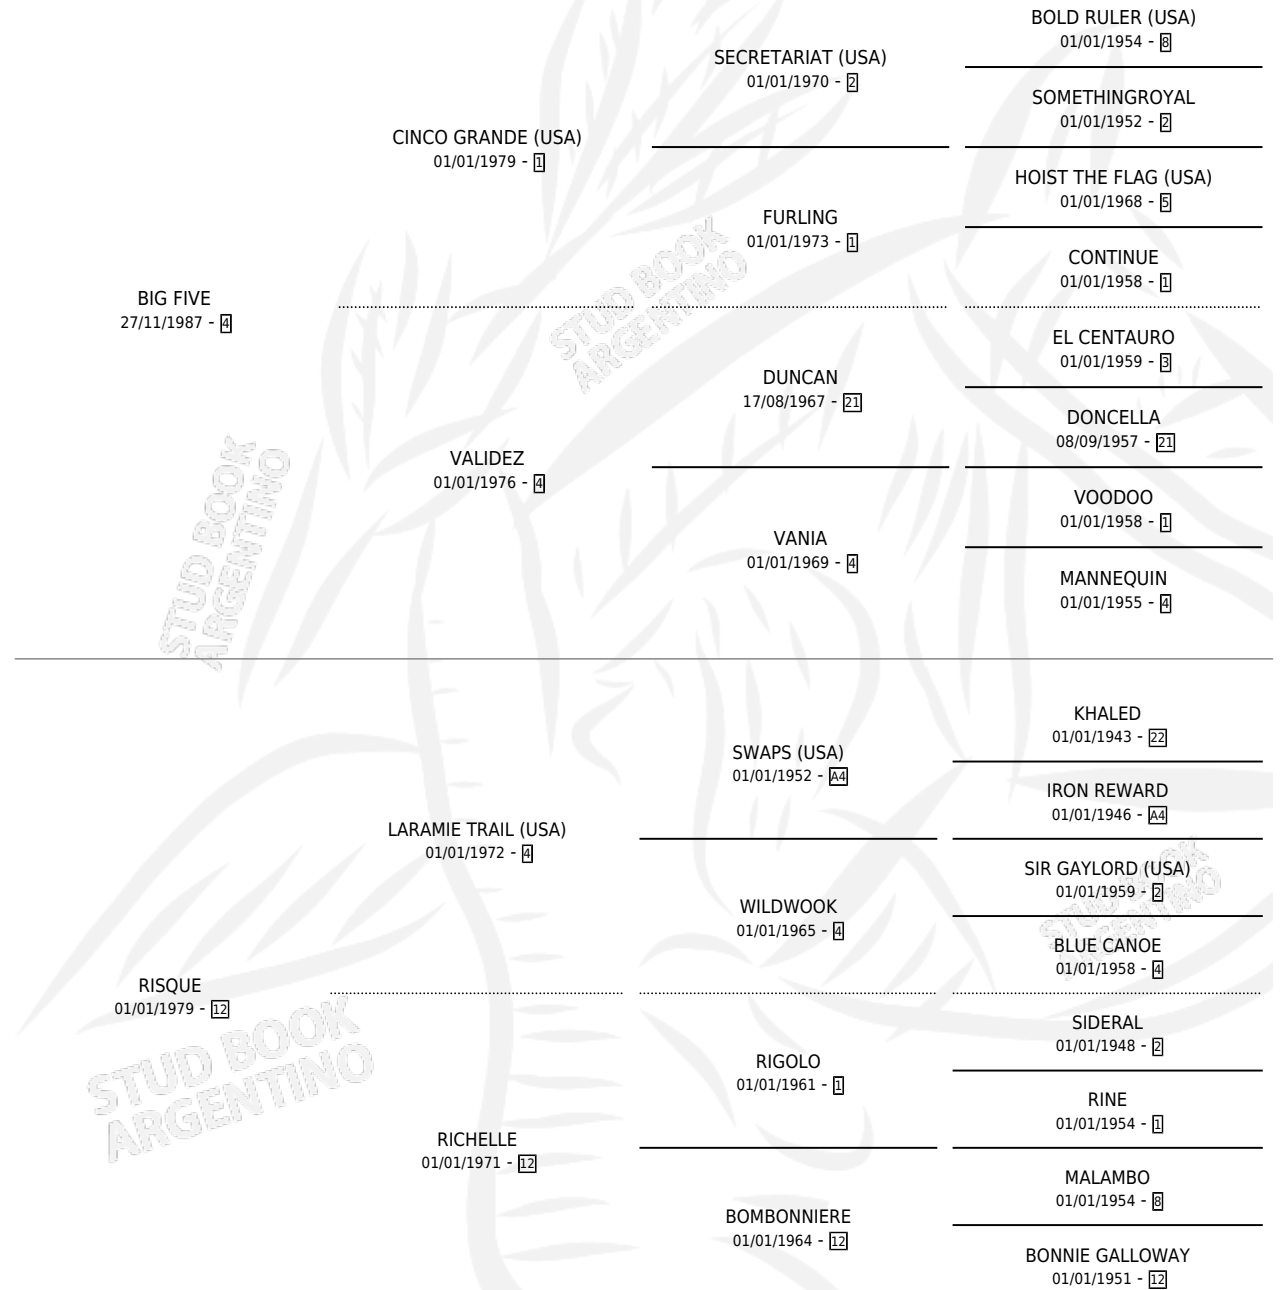 BOLD RULER (USA)
01/01/1954 - 8
SECRETARIAT (USA)
01/01/1970 - 2
SOMETHINGROYAL
01/01/1952 - 2
CINCO GRANDE (USA)
01/01/1979 - 1
HOIST THE FLAG (USA)
01/01/1968 - 5
FURLING
01/01/1973 - 1
CONTINUE
01/01/1958 - 1
BIG FIVE
27/11/1987 - 4
STUD BOOK
ARGENTINO
EL CENTAURO
01/01/1959 - 3
DUNCAN
17/08/1967 - 21
DONCELLA
08/09/1957 - 21
VALIDEZ
01/01/1976 - 4
VOODOO
01/01/1958 - 1
VANIA
01/01/1969 - 4
MANNEQUIN
01/01/1955 - 4
STUD BOOK
ARGENTINO
KHALED
01/01/1943 - 22
SWAPS (USA)
01/01/1952 - A4
IRON REWARD
01/01/1946 - A4
LARAMIE TRAIL (USA)
01/01/1972 - 4
SIR GAYLORD (USA)
01/01/1959 - 2
WILDWOOK
01/01/1965 - 4
BLUE CANOE
01/01/1958 - 4
STUD BOOK
ARGENTINO
RISQUE
01/01/1979 - 12
SIDERAL
01/01/1948 - 2
RIGOLO
01/01/1961 - 1
RINE
01/01/1954 - 1
STUD BOOK
ARGENTINO
RICHELLE
01/01/1971 - 12
MALAMBO
01/01/1954 - 8
BOMBONNIERE
01/01/1964 - 12
BONNIE GALLOWAY
01/01/1951 - 12